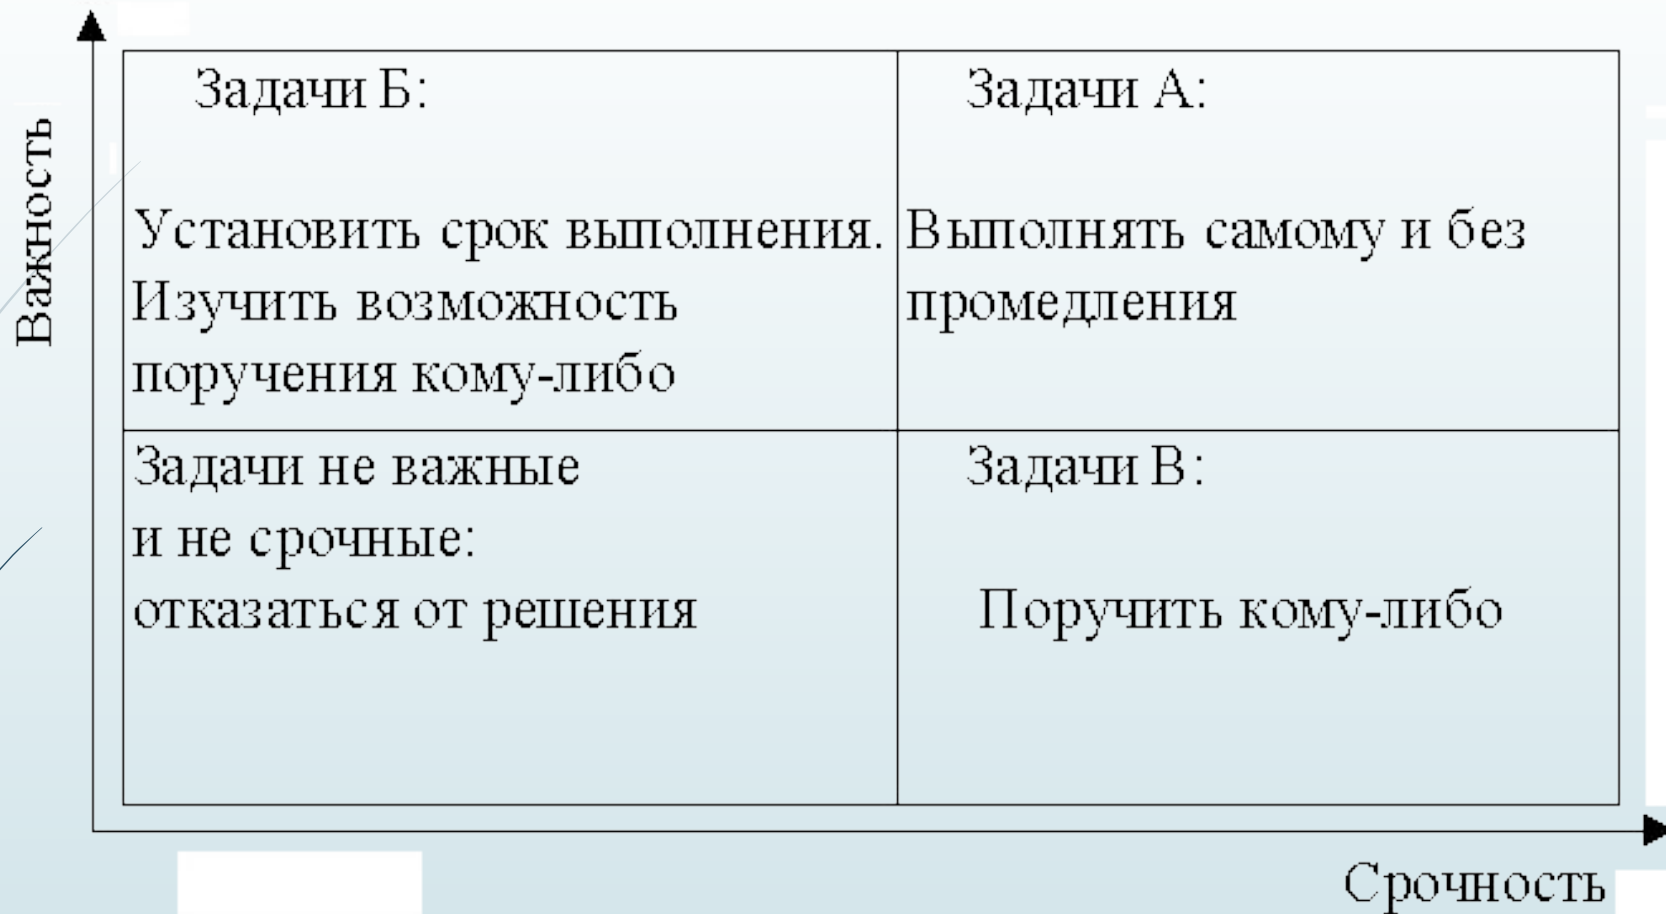 Важность
Задачи Б:
Установить срок выполнения.
Изучить возможность
поручения кому-либо
Задачи А:
Выполнять самому и без
промедления
Задачи не важные
и не срочные:
отказаться от решения
Задачи В:
Поручить кому-либо
Срочность